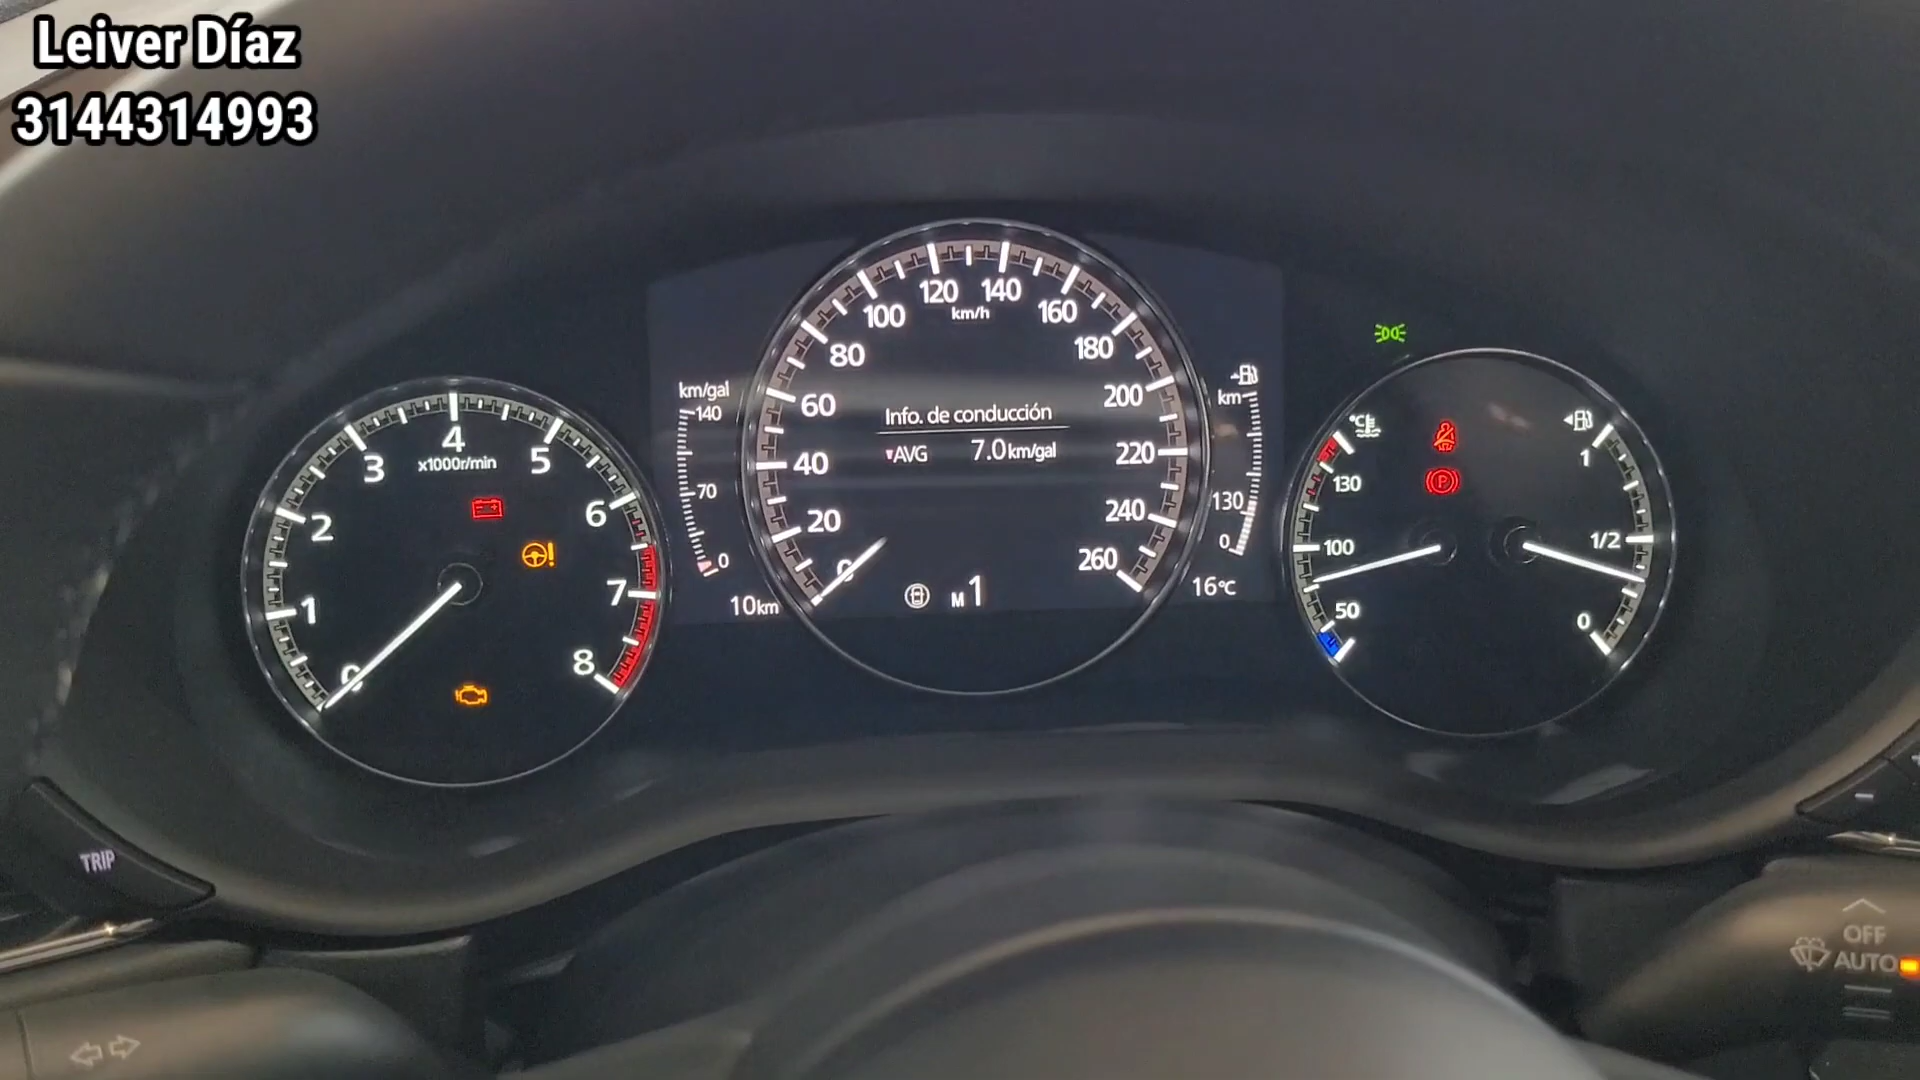 Leiver Díaz
3144314993
0
1
2
3
4
x1000r/min
5
6
7
8
km/gal
140
70
0
10km
0
20
40
60
80
100
120
km/h
140
160
180
200
220
240
260
Info. de conducción
AVG 7.0km/gal
M 1
km
130
0
16°C
°C
130
100
50
P
1
1/2
0
TRIP
OFF
AUTO